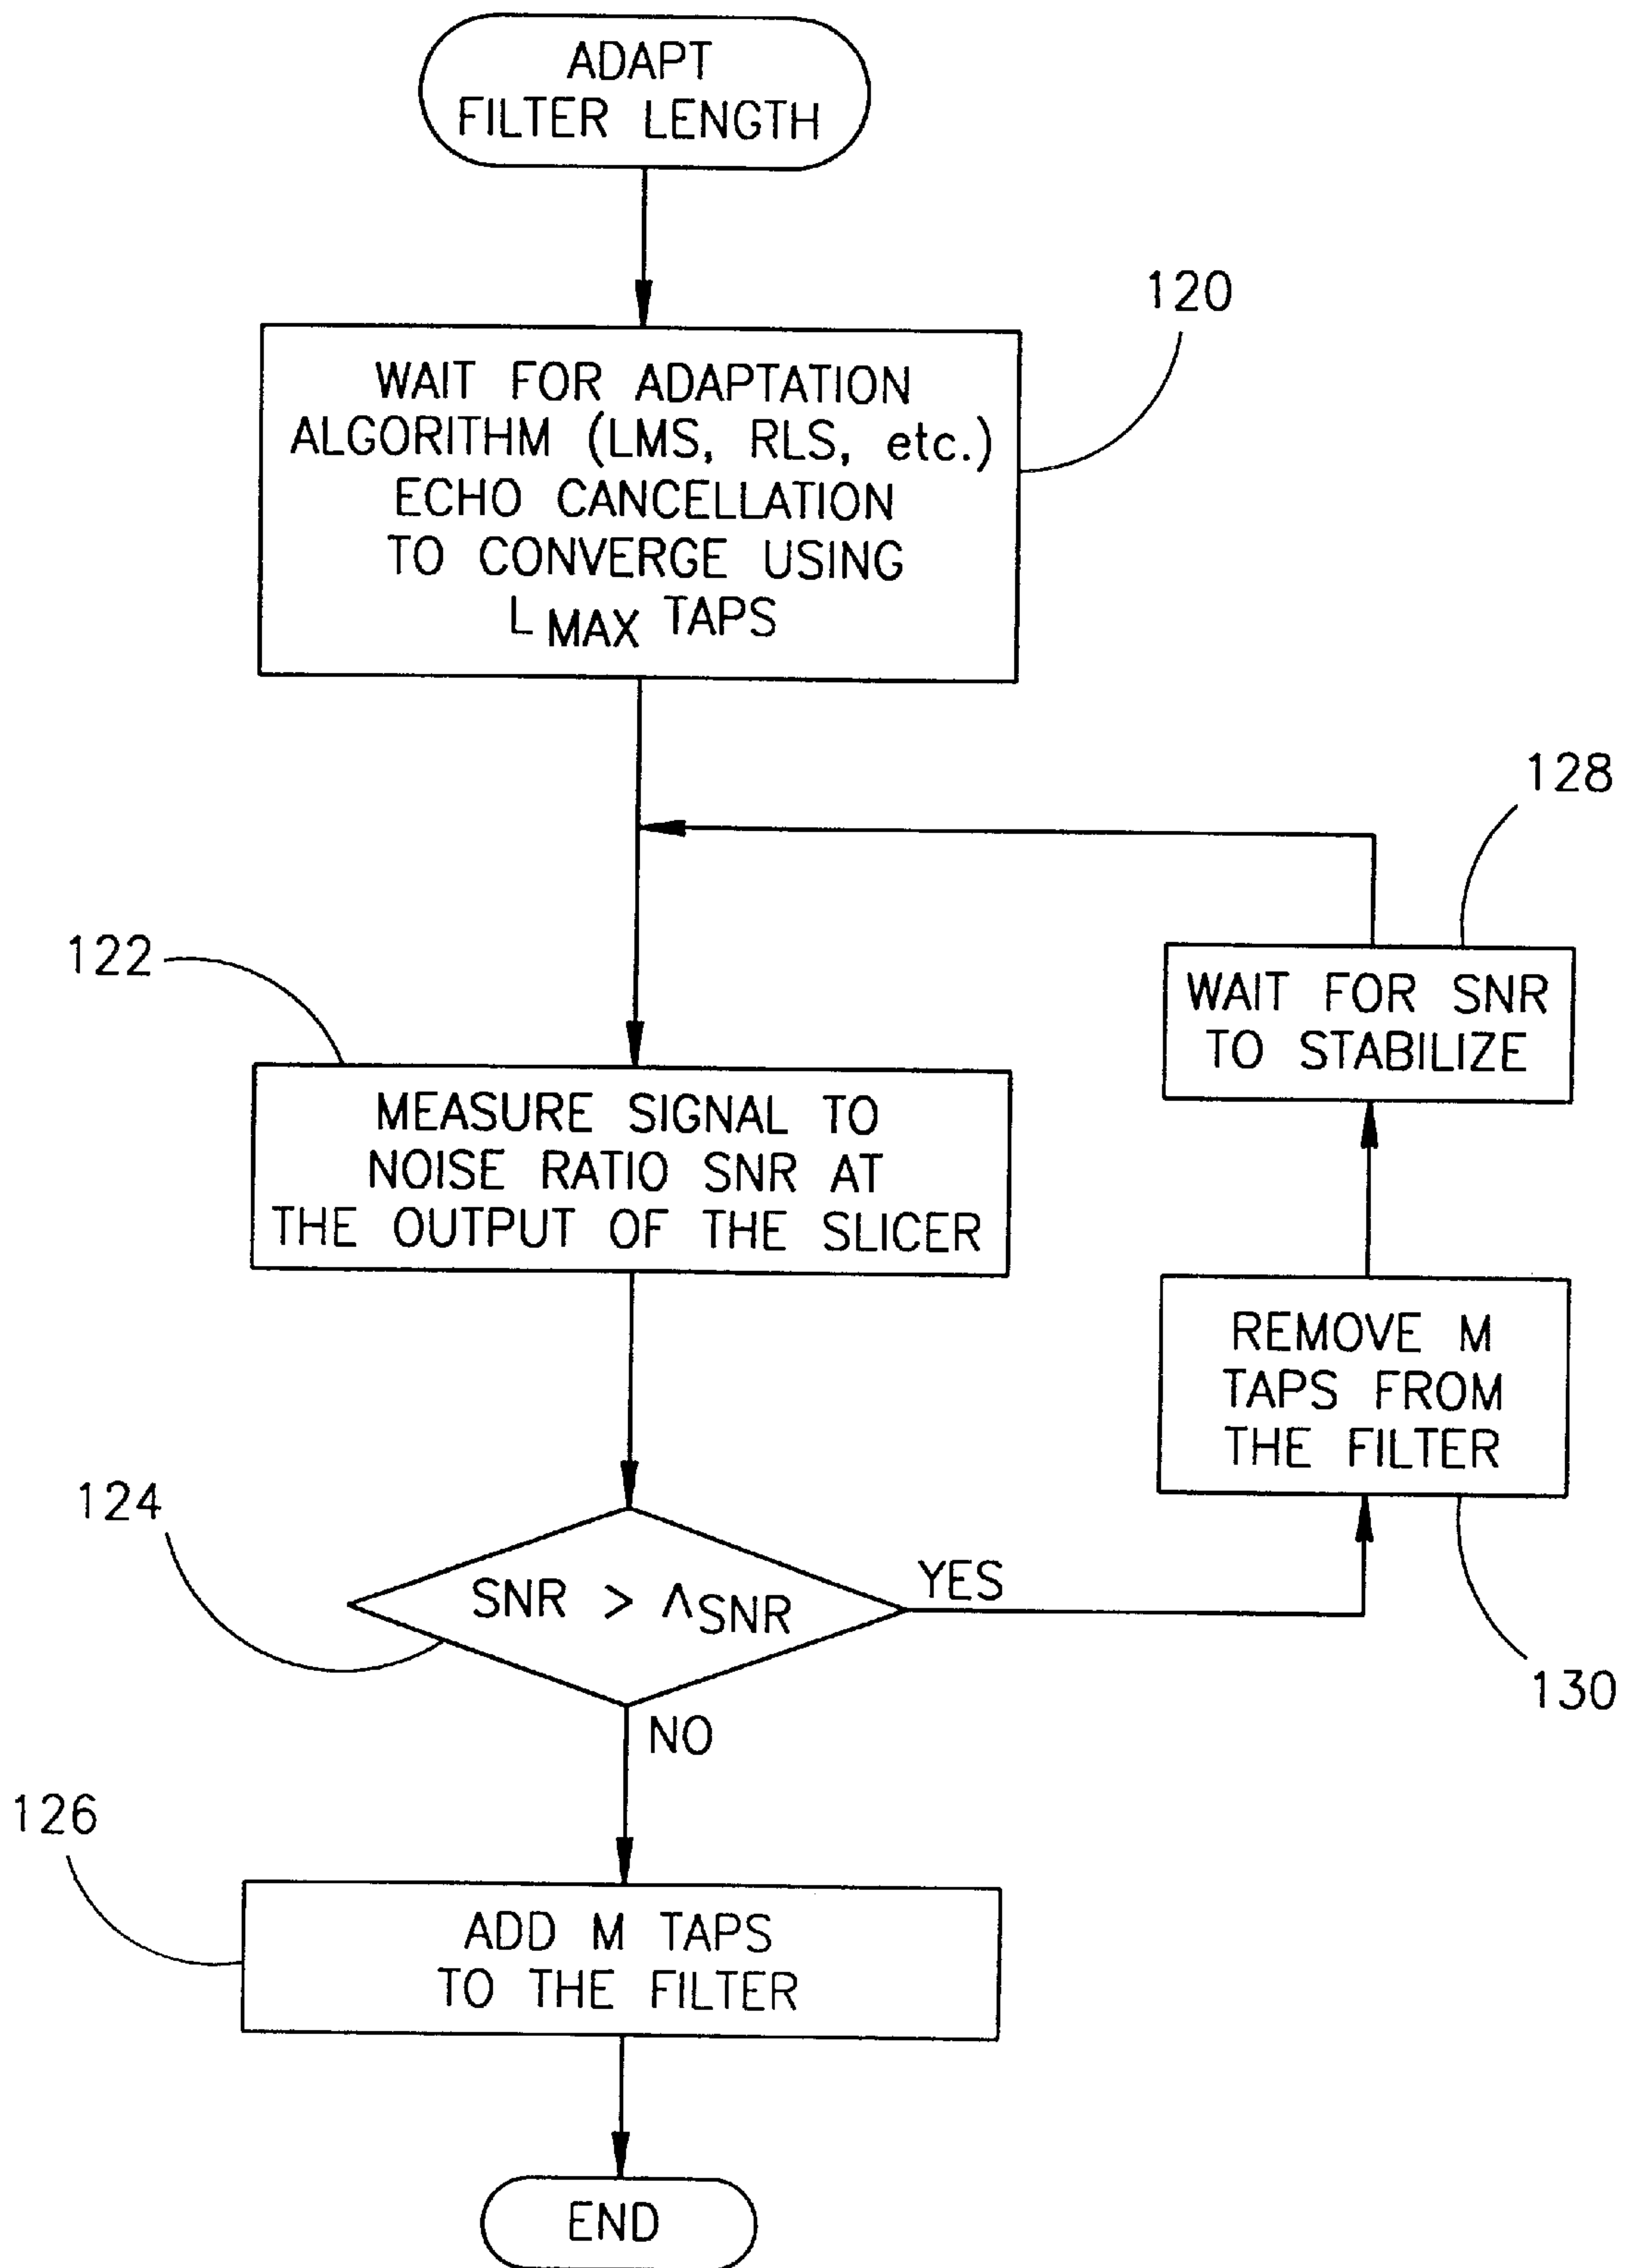 ADAPT
FILTER LENGTH
120
WAIT FOR ADAPTATION
ALGORITHM (LMS, RLS, etc.)
ECHO CANCELLATION
TO CONVERGE USING
L MAX TAPS
128
122
WAIT FOR SNR
TO STABILIZE
MEASURE SIGNAL TO
NOISE RATIO SNR AT
THE OUTPUT OF THE SLICER
REMOVE M
TAPS FROM
THE FILTER
124
SNR > ΛSNR
YES
130
NO
126
ADD M TAPS
TO THE FILTER
END